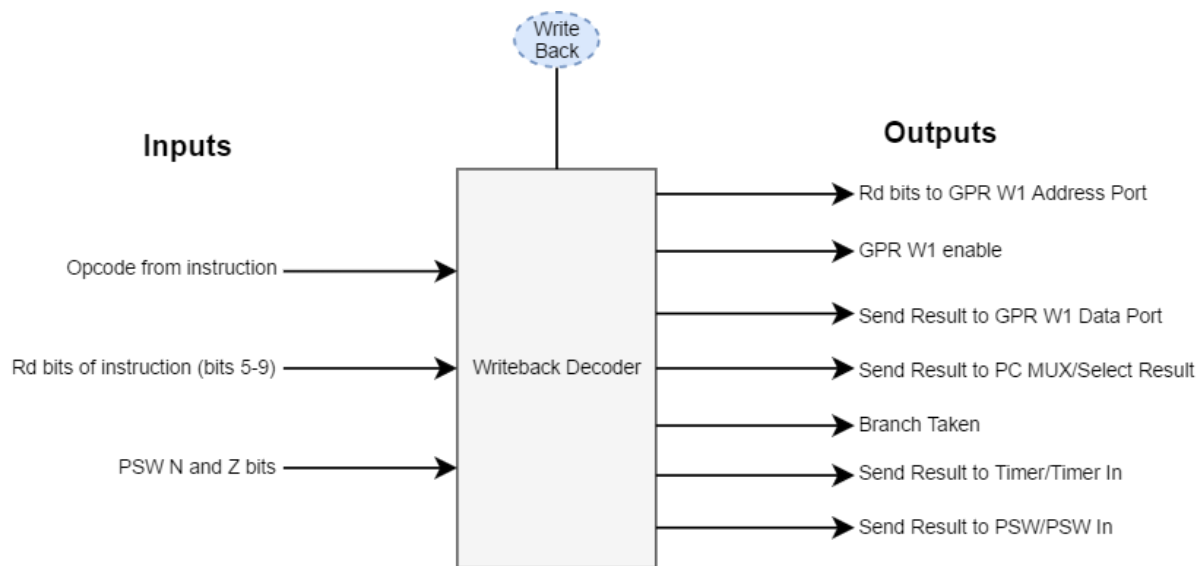 Write
Back
Inputs
Outputs
Opcode from instruction
Rd bits of instruction (bits 5-9)
PSW N and Z bits
Writeback Decoder
Rd bits to GPR W1 Address Port
GPR W1 enable
Send Result to GPR W1 Data Port
Send Result to PC MUX/Select Result
Branch Taken
Send Result to Timer/Timer In
Send Result to PSW/PSW In